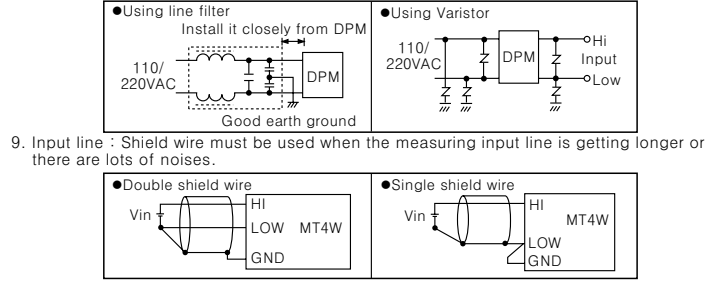 ●Using line filter
Install it closely from DPM
110/
220VAC
DPM
Good earth ground
●Using Varistor
110/
220VAC
DPM
Hi
Input
Low
9. Input line : Shield wire must be used when the measuring input line is getting longer or
there are lots of noises.
●Double shield wire
Vin
HI
LOW MT4W
GND
●Single shield wire
Vin
HI
MT4W
LOW
GND